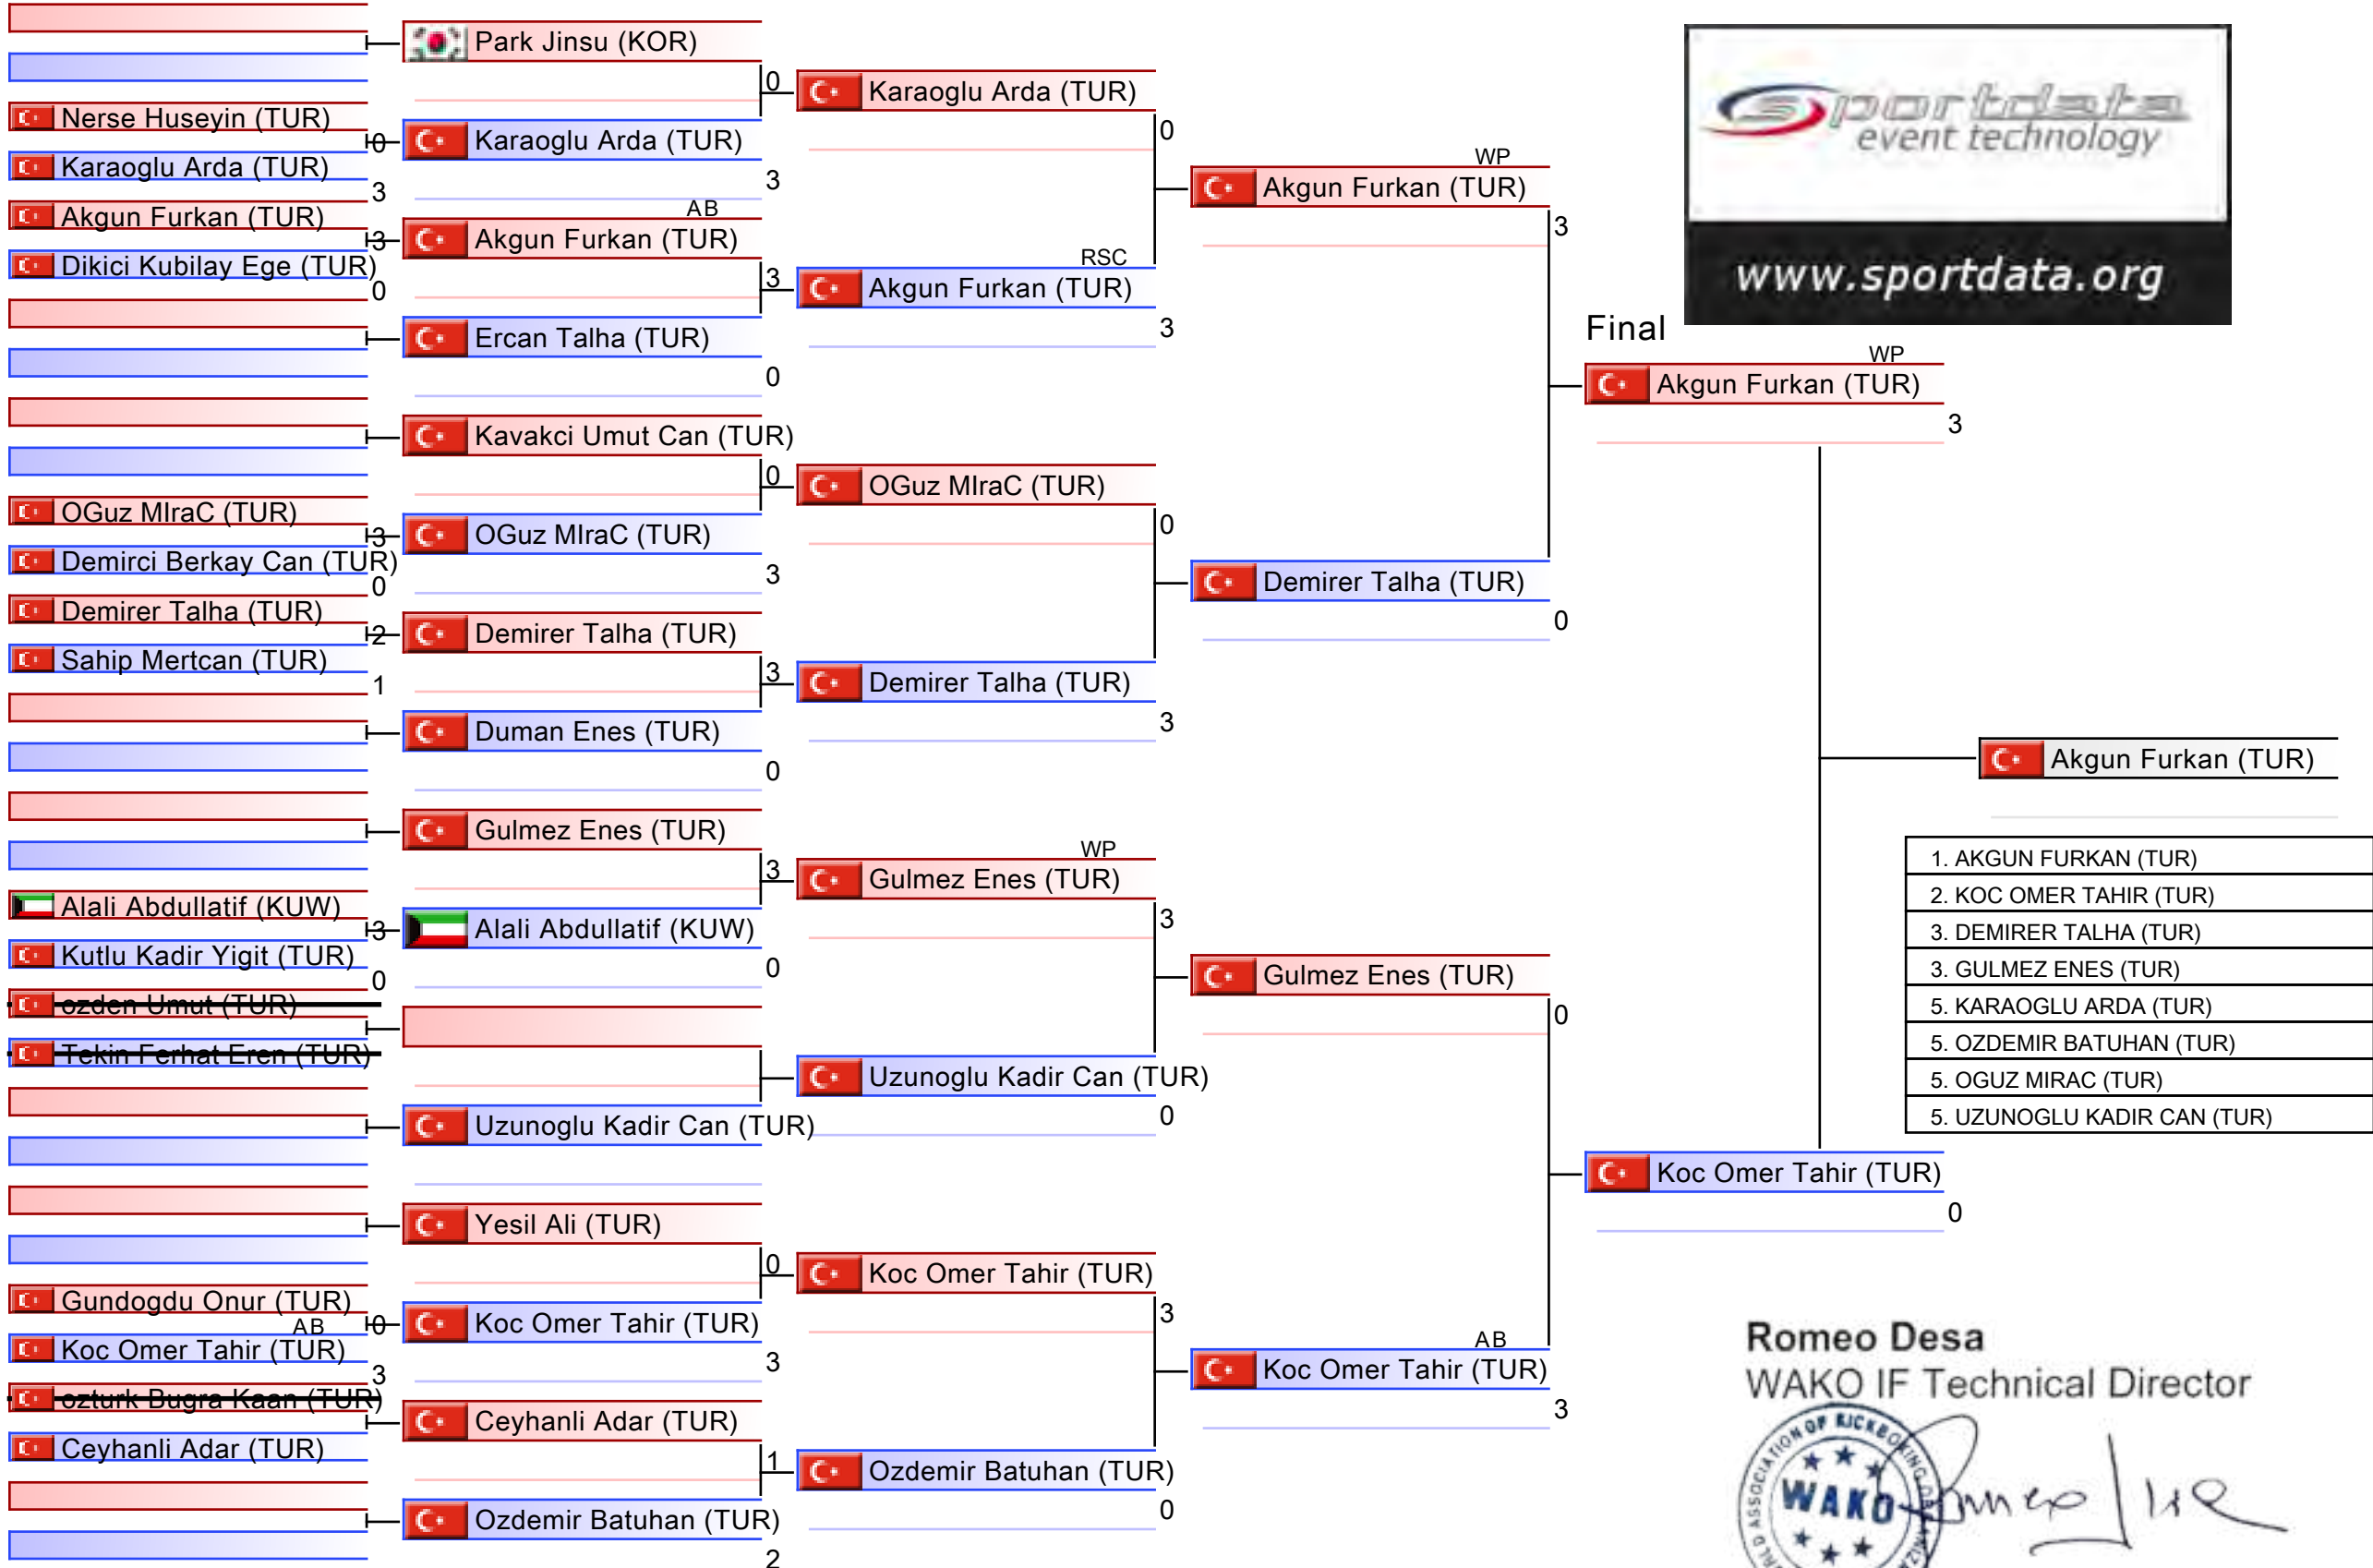 Nerse Huseyin (TUR)
0
Karaoglu Arda (TUR)
3
Akgun Furkan (TUR)
3
Dikici Kubilay Ege (TUR)
0
OGuz MIraC (TUR)
3
Demirci Berkay Can (TUR)
0
Demirer Talha (TUR)
2
Sahip Mertcan (TUR)
1
Alali Abdullatif (KUW)
3
Kutlu Kadir Yigit (TUR)
0
ozden Umut (TUR)
Tekin Ferhat Eren (TUR)
Gundogdu Onur (TUR)
0
AB
Koc Omer Tahir (TUR)
3
ozturk Bugra Kaan (TUR)
Ceyhanli Adar (TUR)
Park Jinsu (KOR)
0
Karaoglu Arda (TUR)
3
AB
Akgun Furkan (TUR)
3
Ercan Talha (TUR)
0
Kavakci Umut Can (TUR)
0
OGuz MIraC (TUR)
3
Demirer Talha (TUR)
3
Duman Enes (TUR)
0
Gulmez Enes (TUR)
3
Alali Abdullatif (KUW)
0
Uzunoglu Kadir Can (TUR)
Yesil Ali (TUR)
0
Koc Omer Tahir (TUR)
3
Ceyhanli Adar (TUR)
1
Ozdemir Batuhan (TUR)
2
Karaoglu Arda (TUR)
0
RSC
Akgun Furkan (TUR)
3
OGuz MIraC (TUR)
0
Demirer Talha (TUR)
3
WP
Gulmez Enes (TUR)
3
Uzunoglu Kadir Can (TUR)
0
Koc Omer Tahir (TUR)
3
Ozdemir Batuhan (TUR)
0
WP
Akgun Furkan (TUR)
3
Demirer Talha (TUR)
0
Gulmez Enes (TUR)
0
AB
Koc Omer Tahir (TUR)
3
Final
WP
Akgun Furkan (TUR)
3
Koc Omer Tahir (TUR)
0
Akgun Furkan (TUR)
sportdata
event technology
www.sportdata.org
1. AKGUN FURKAN (TUR)
2. KOC OMER TAHIR (TUR)
3. DEMIRER TALHA (TUR)
3. GULMEZ ENES (TUR)
5. KARAOGLU ARDA (TUR)
5. OZDEMIR BATUHAN (TUR)
5. OGUZ MIRAC (TUR)
5. UZUNOGLU KADIR CAN (TUR)
Romeo Desa
WAKO IF Technical Director
ASSOCIATION OF KICKBOXING
WAKO